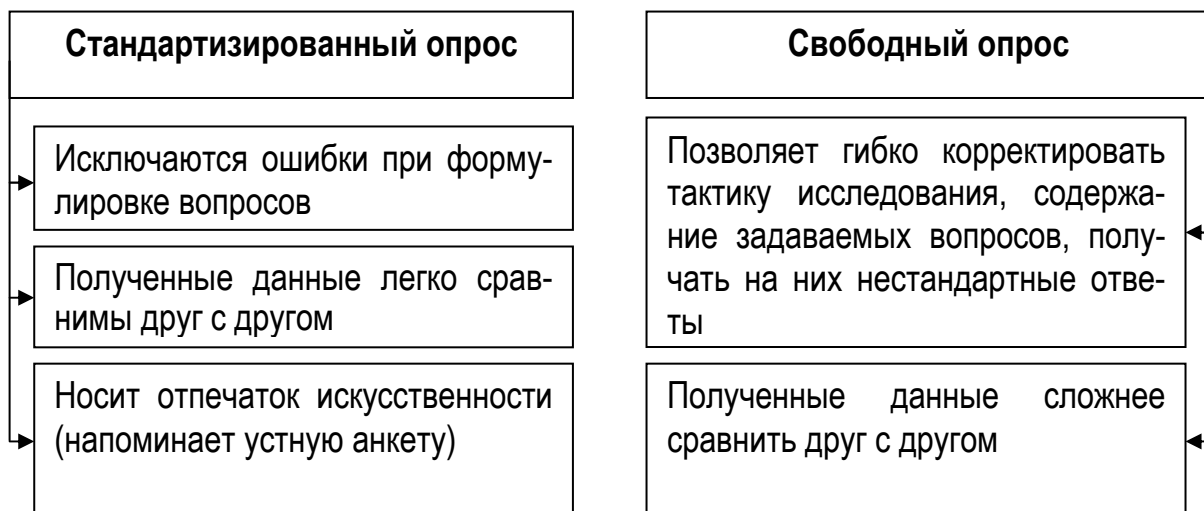 Стандартизированный опрос
Исключаются ошибки при форму-
лировке вопросов
Полученные данные легко срав-
нимы друг с другом
Носит отпечаток искусственности
(напоминает устную анкету)
Свободный опрос
Позволяет гибко корректировать
тактику исследования, содержа-
ние задаваемых вопросов, полу-
чать на них нестандартные отве-
ты
Полученные данные сложнее
сравнить друг с другом